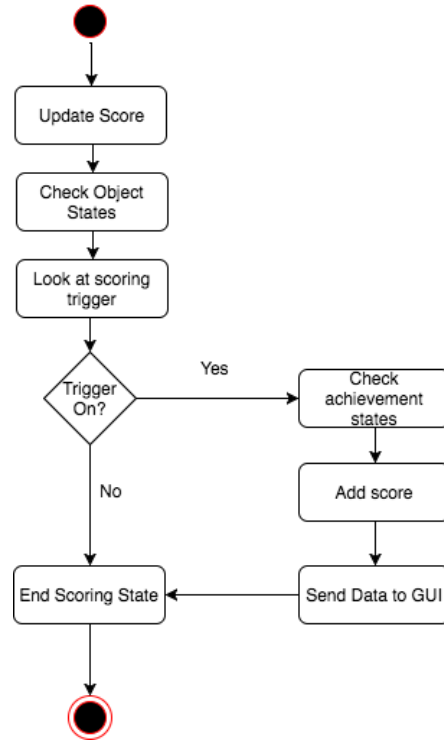 Update Score
Check Object
States
Look at scoring
trigger
Trigger
On?
Yes
Check
achievement
states
No
Add score
End Scoring State
Send Data to GUI